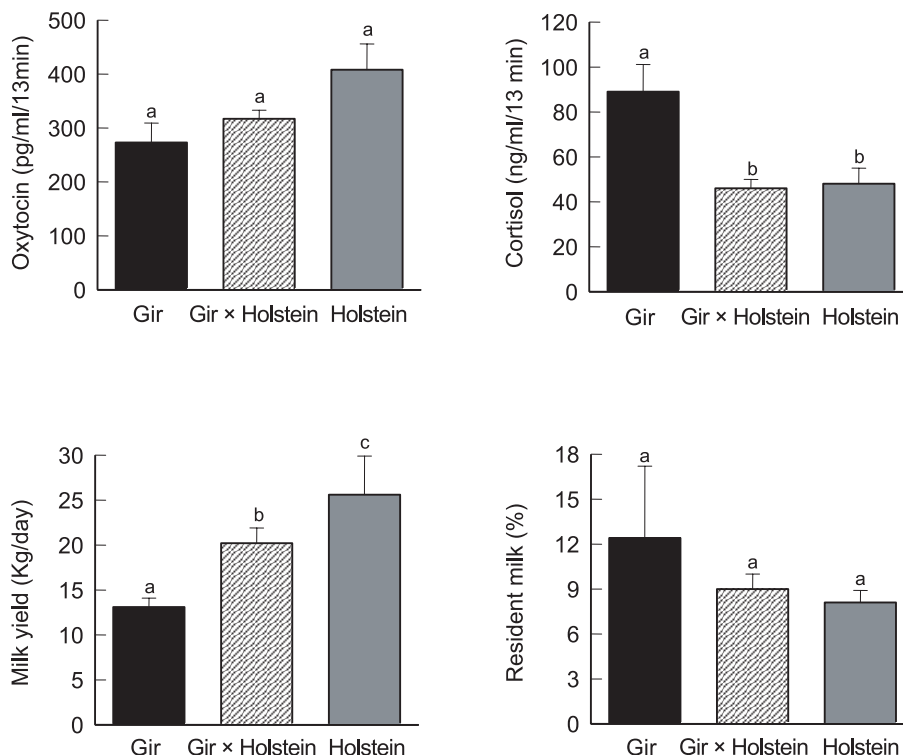 Oxytocin (pg/ml/13min)
500
400
300
200
100
0
a
a
a
Gir
Gir × Holstein
Holstein
Cortisol (ng/ml/13 min)
120
100
80
60
40
20
0
a
b
b
Gir
Gir × Holstein
Holstein
Milk yield (Kg/day)
30
25
20
15
10
5
0
a
b
c
Gir
Gir × Holstein
Holstein
Resident milk (%)
18
15
12
9
6
3
0
a
a
a
Gir
Gir × Holstein
Holstein